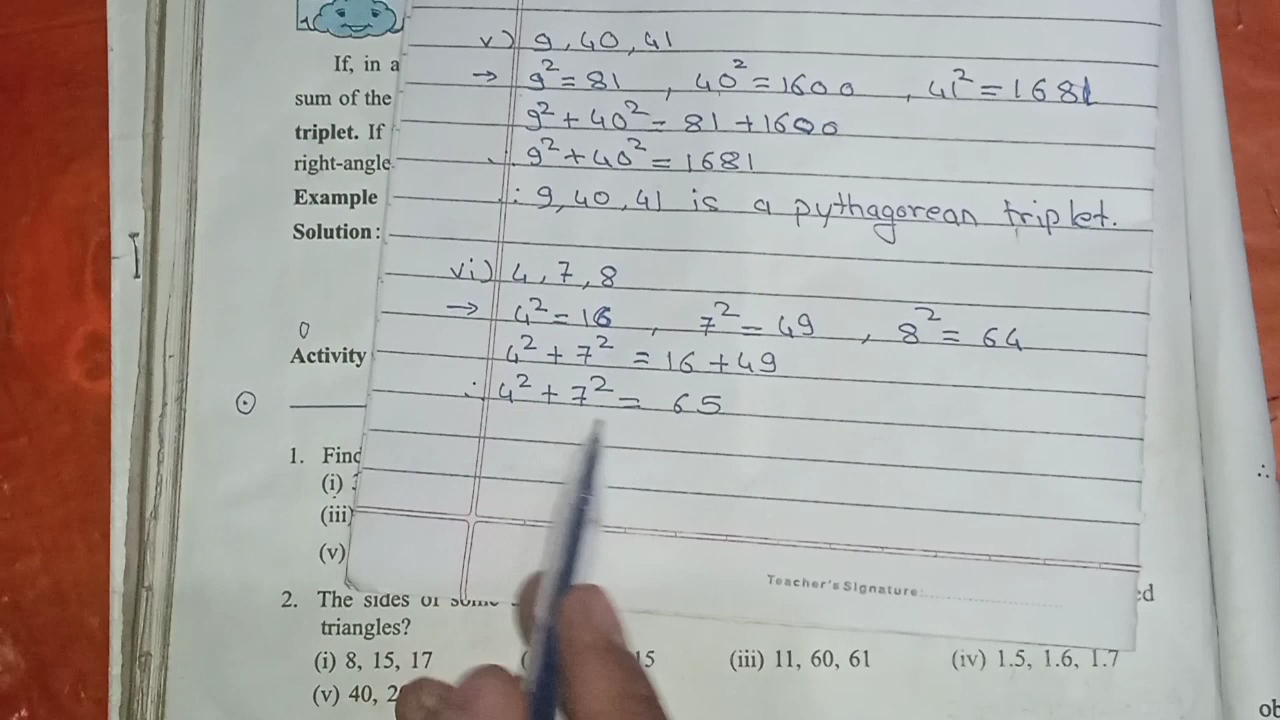 v) 9, 40, 41
If, in a
→ 9² = 81 , 40² = 1600 , 41² = 1681
sum of the
9² + 40² = 81 + 1600
triplet. If
∴ 9² + 40² = 1681
right-angle
Example
∴ 9, 40, 41 is a pythagorean triplet.
Solution :
vi) 4, 7, 8
→ 4² = 16 , 7² = 49 , 8² = 64
Activity
4² + 7² = 16 + 49
∴ 4² + 7² = 65
1. Find
(i)
(iii)
(v)
Teacher's Signature:
2. The sides of some
triangles?
(i) 8, 15, 17
15
(iii) 11, 60, 61
(iv) 1.5, 1.6, 1.7
(v) 40, 2